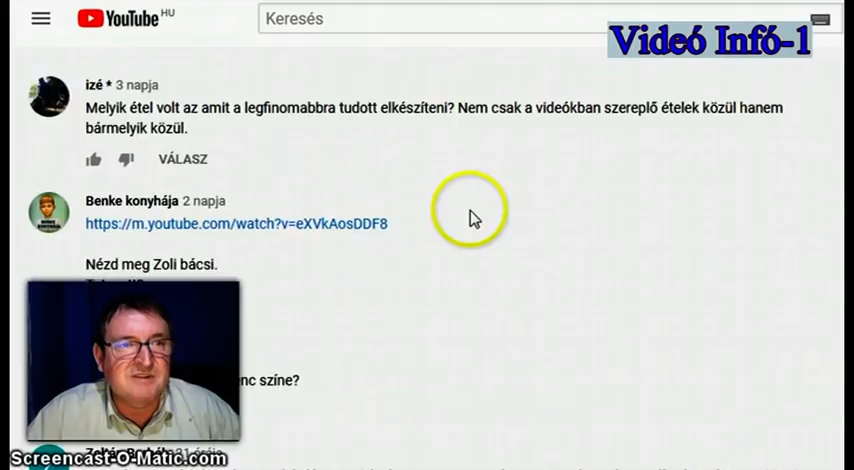 YouTube HU
Keresés
Videó Infó-1
izé * 3 napja
Melyik étel volt az amit a legfinomabbra tudott elkészíteni? Nem csak a videókban szereplő ételek közül hanem
bármelyik közül.
VÁLASZ
Benke konyhája 2 napja
https://m.youtube.com/watch?v=eXVkAosDDF8
Nézd meg Zoli bácsi.
színe?
Screencast-O-Matic.com